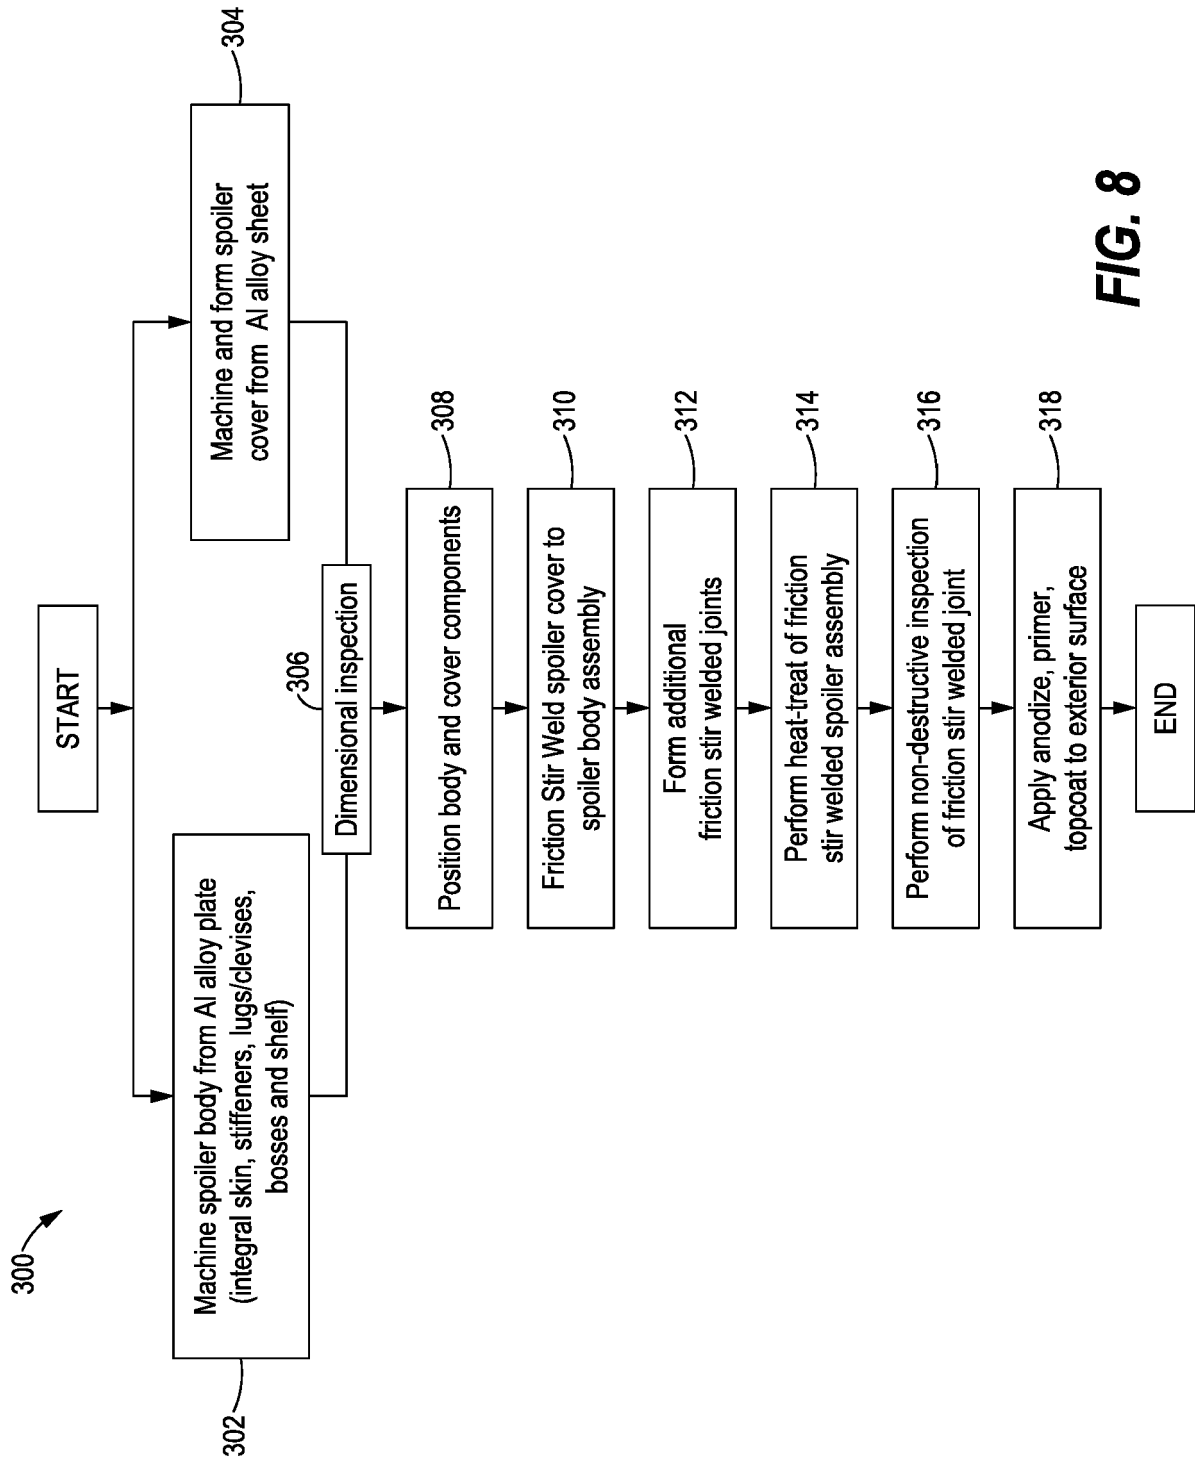 300
START
302
Machine spoiler body from Al alloy plate
(integral skin, stiffeners, lugs/clevises,
bosses and shelf)
304
Machine and form spoiler
cover from Al alloy sheet
306
Dimensional inspection
308
Position body and cover components
310
Friction Stir Weld spoiler cover to
spoiler body assembly
312
Form additional
friction stir welded joints
314
Perform heat-treat of friction
stir welded spoiler assembly
316
Perform non-destructive inspection
of friction stir welded joint
318
Apply anodize, primer,
topcoat to exterior surface
END
FIG. 8